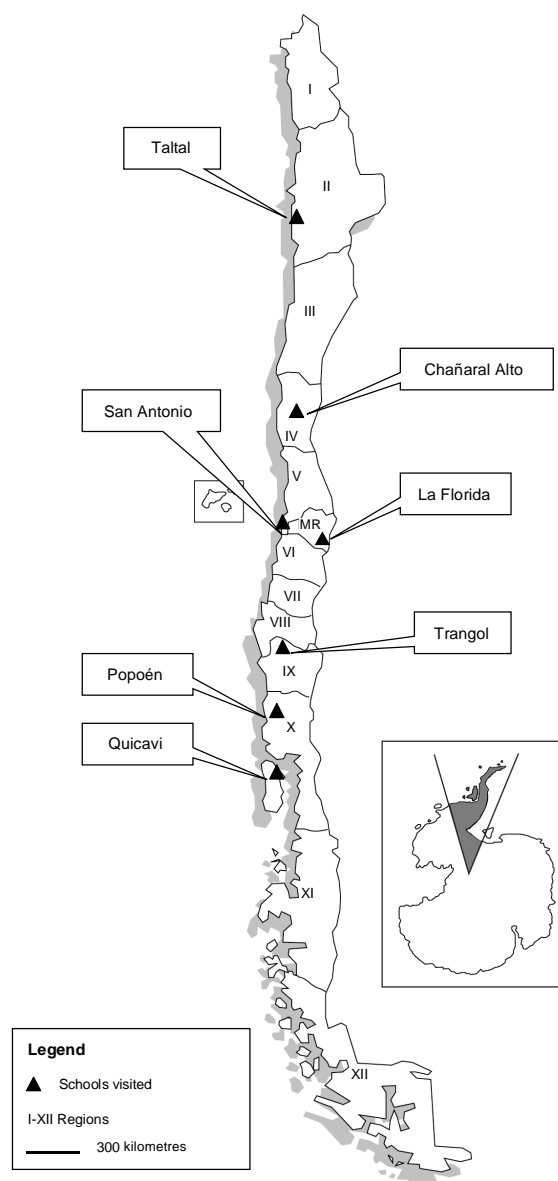 I
Taltal
II
III
Chañaral Alto
San Antonio
IV
V
La Florida
MR
VI
VII
VIII
Trangol
IX
Popoén
X
Quicavi
XI
Legend
Schools visited
XII
I-XII Regions
300 kilometres